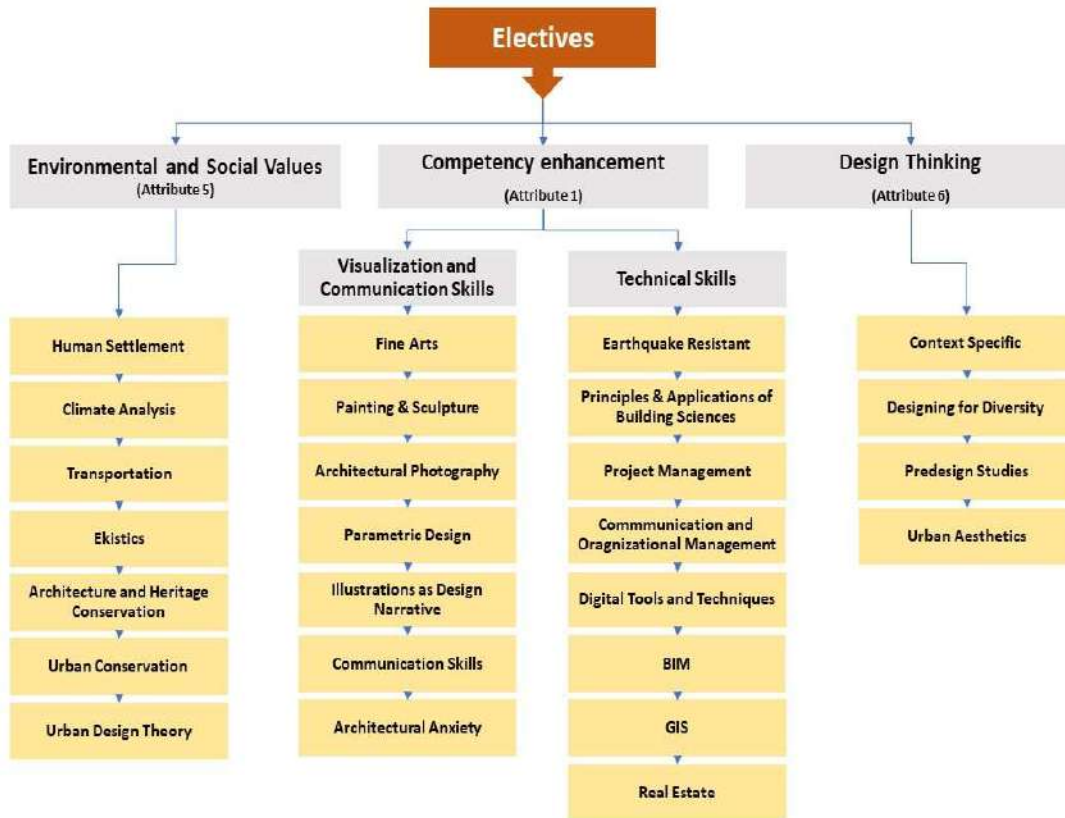 Electives
Environmental and Social Values
(Attribute 5)
Competency enhancement
(Attribute 1)
Design Thinking
(Attribute 6)
Visualization and
Communication Skills
Technical Skills
Human Settlement
Climate Analysis
Transportation
Ekistics
Architecture and Heritage
Conservation
Urban Conservation
Urban Design Theory
Fine Arts
Painting & Sculpture
Architectural Photography
Parametric Design
Illustrations as Design
Narrative
Communication Skills
Architectural Anxiety
Earthquake Resistant
Principles & Applications of
Building Sciences
Project Management
Commmunication and
Oragnizational Management
Digital Tools and Techniques
BIM
GIS
Real Estate
Context Specific
Designing for Diversity
Predesign Studies
Urban Aesthetics